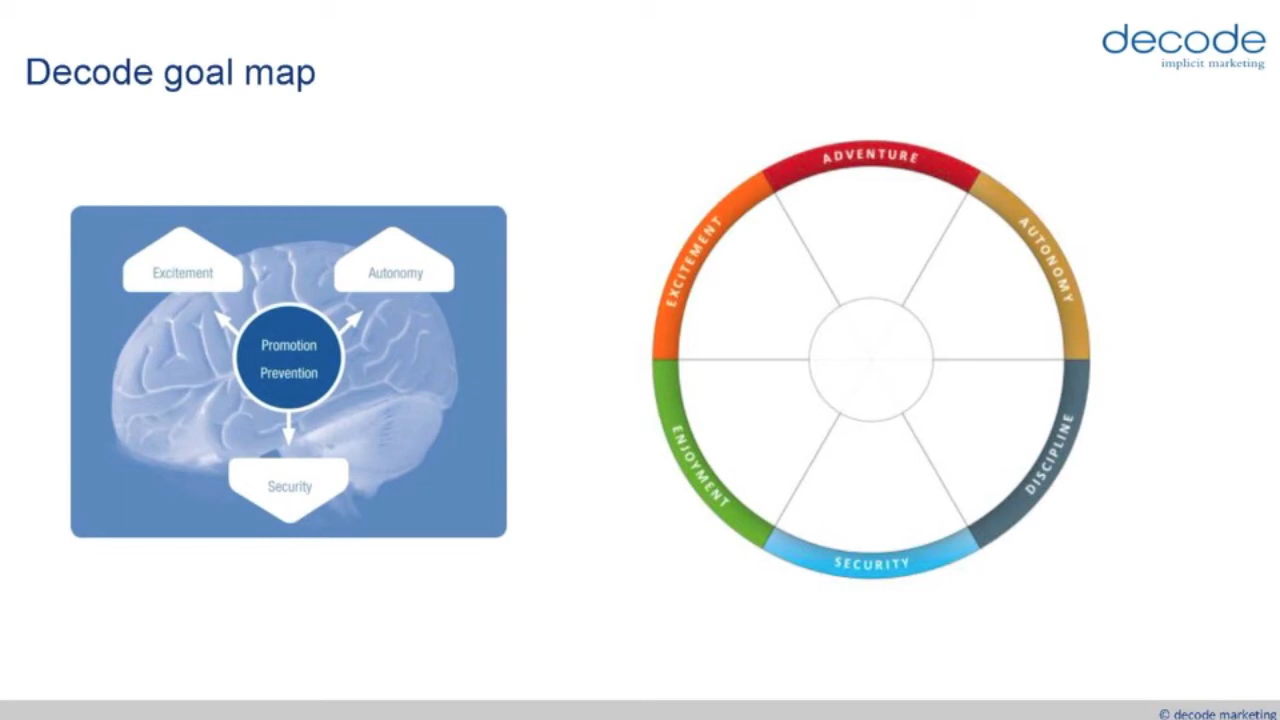 decode
implicit marketing
Decode goal map
Excitement
Autonomy
Promotion
Prevention
Security
ADVENTURE
EXCITEMENT
AUTONOMY
ENJOYMENT
DISCIPLINE
SECURITY
© decode marketing